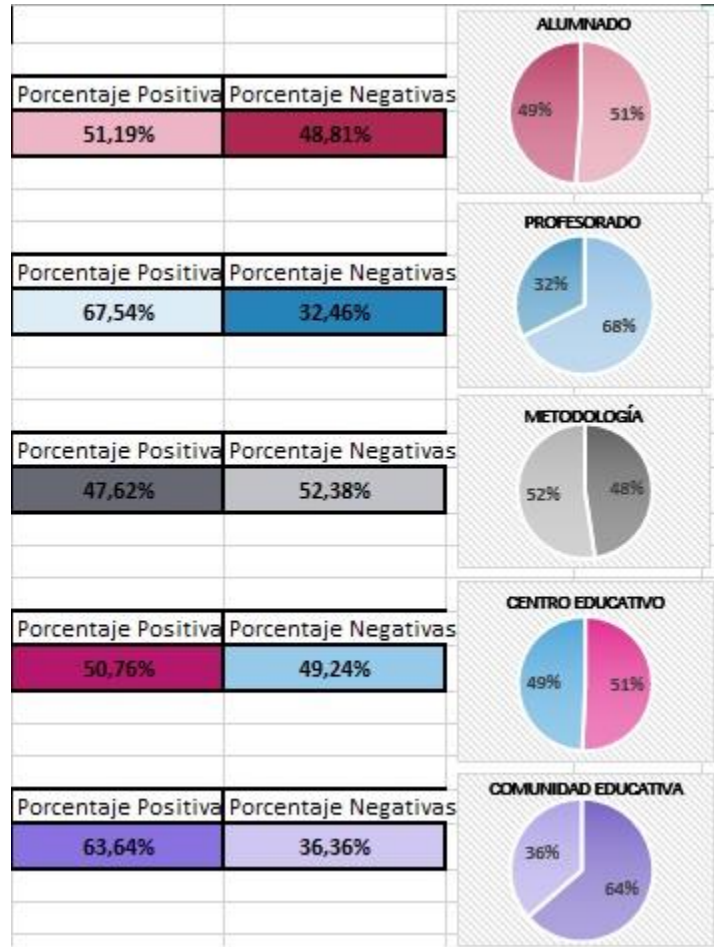 ALUMNADO
Porcentaje Positiva Porcentaje Negativas
51,19% 48,81%
49% 51%
PROFESORADO
Porcentaje Positiva Porcentaje Negativas
67,54% 32,46%
32%
68%
METODOLOGÍA
Porcentaje Positiva Porcentaje Negativas
47,62% 52,38%
52% 48%
CENTRO EDUCATIVO
Porcentaje Positiva Porcentaje Negativas
50,76% 49,24%
49% 51%
COMUNIDAD EDUCATIVA
Porcentaje Positiva Porcentaje Negativas
63,64% 36,36%
36%
64%